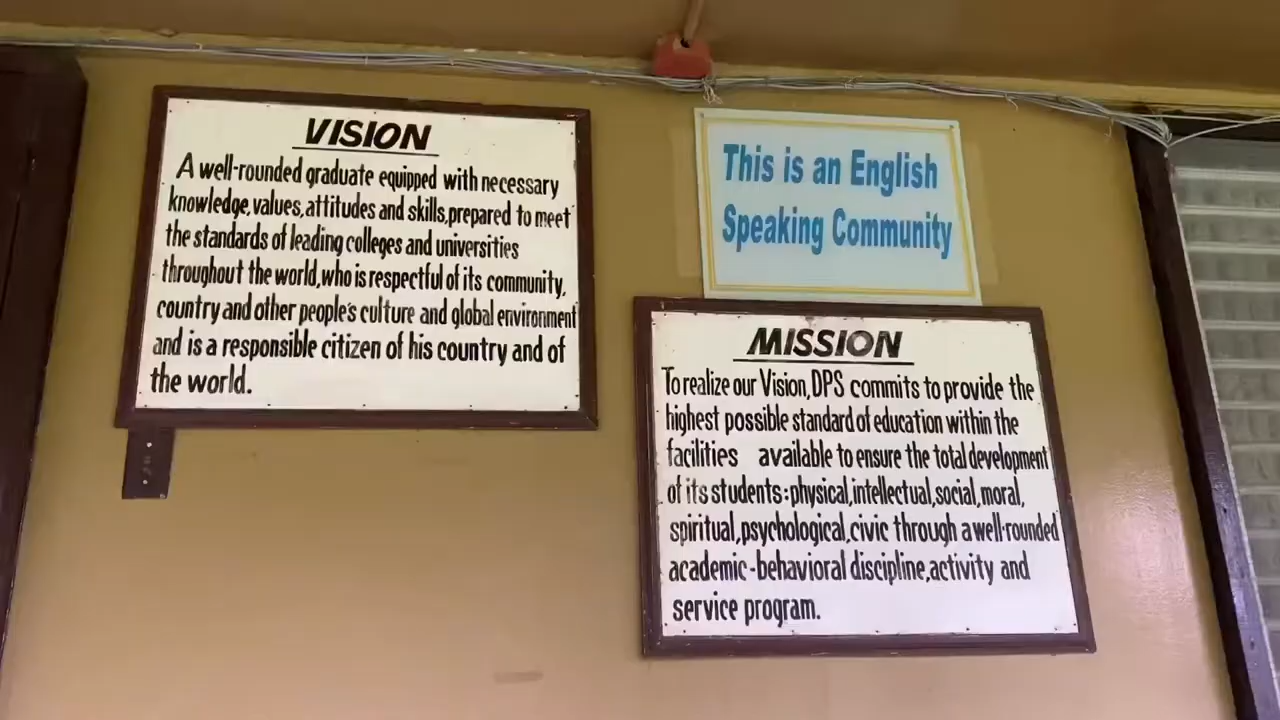 VISION
A well-rounded graduate equipped with necessary
knowledge, values, attitudes and skills, prepared to meet
the standards of leading colleges and universities
throughout the world, who is respectful of its community,
country and other people's culture and global environment
and is a responsible citizen of his country and of
the world.
This is an English
Speaking Community
MISSION
To realize our Vision, DPS commits to provide the
highest possible standard of education within the
facilities available to ensure the total development
of its students: physical, intellectual, social, moral,
spiritual, psychological, civic through a well-rounded
academic-behavioral discipline, activity and
service program.